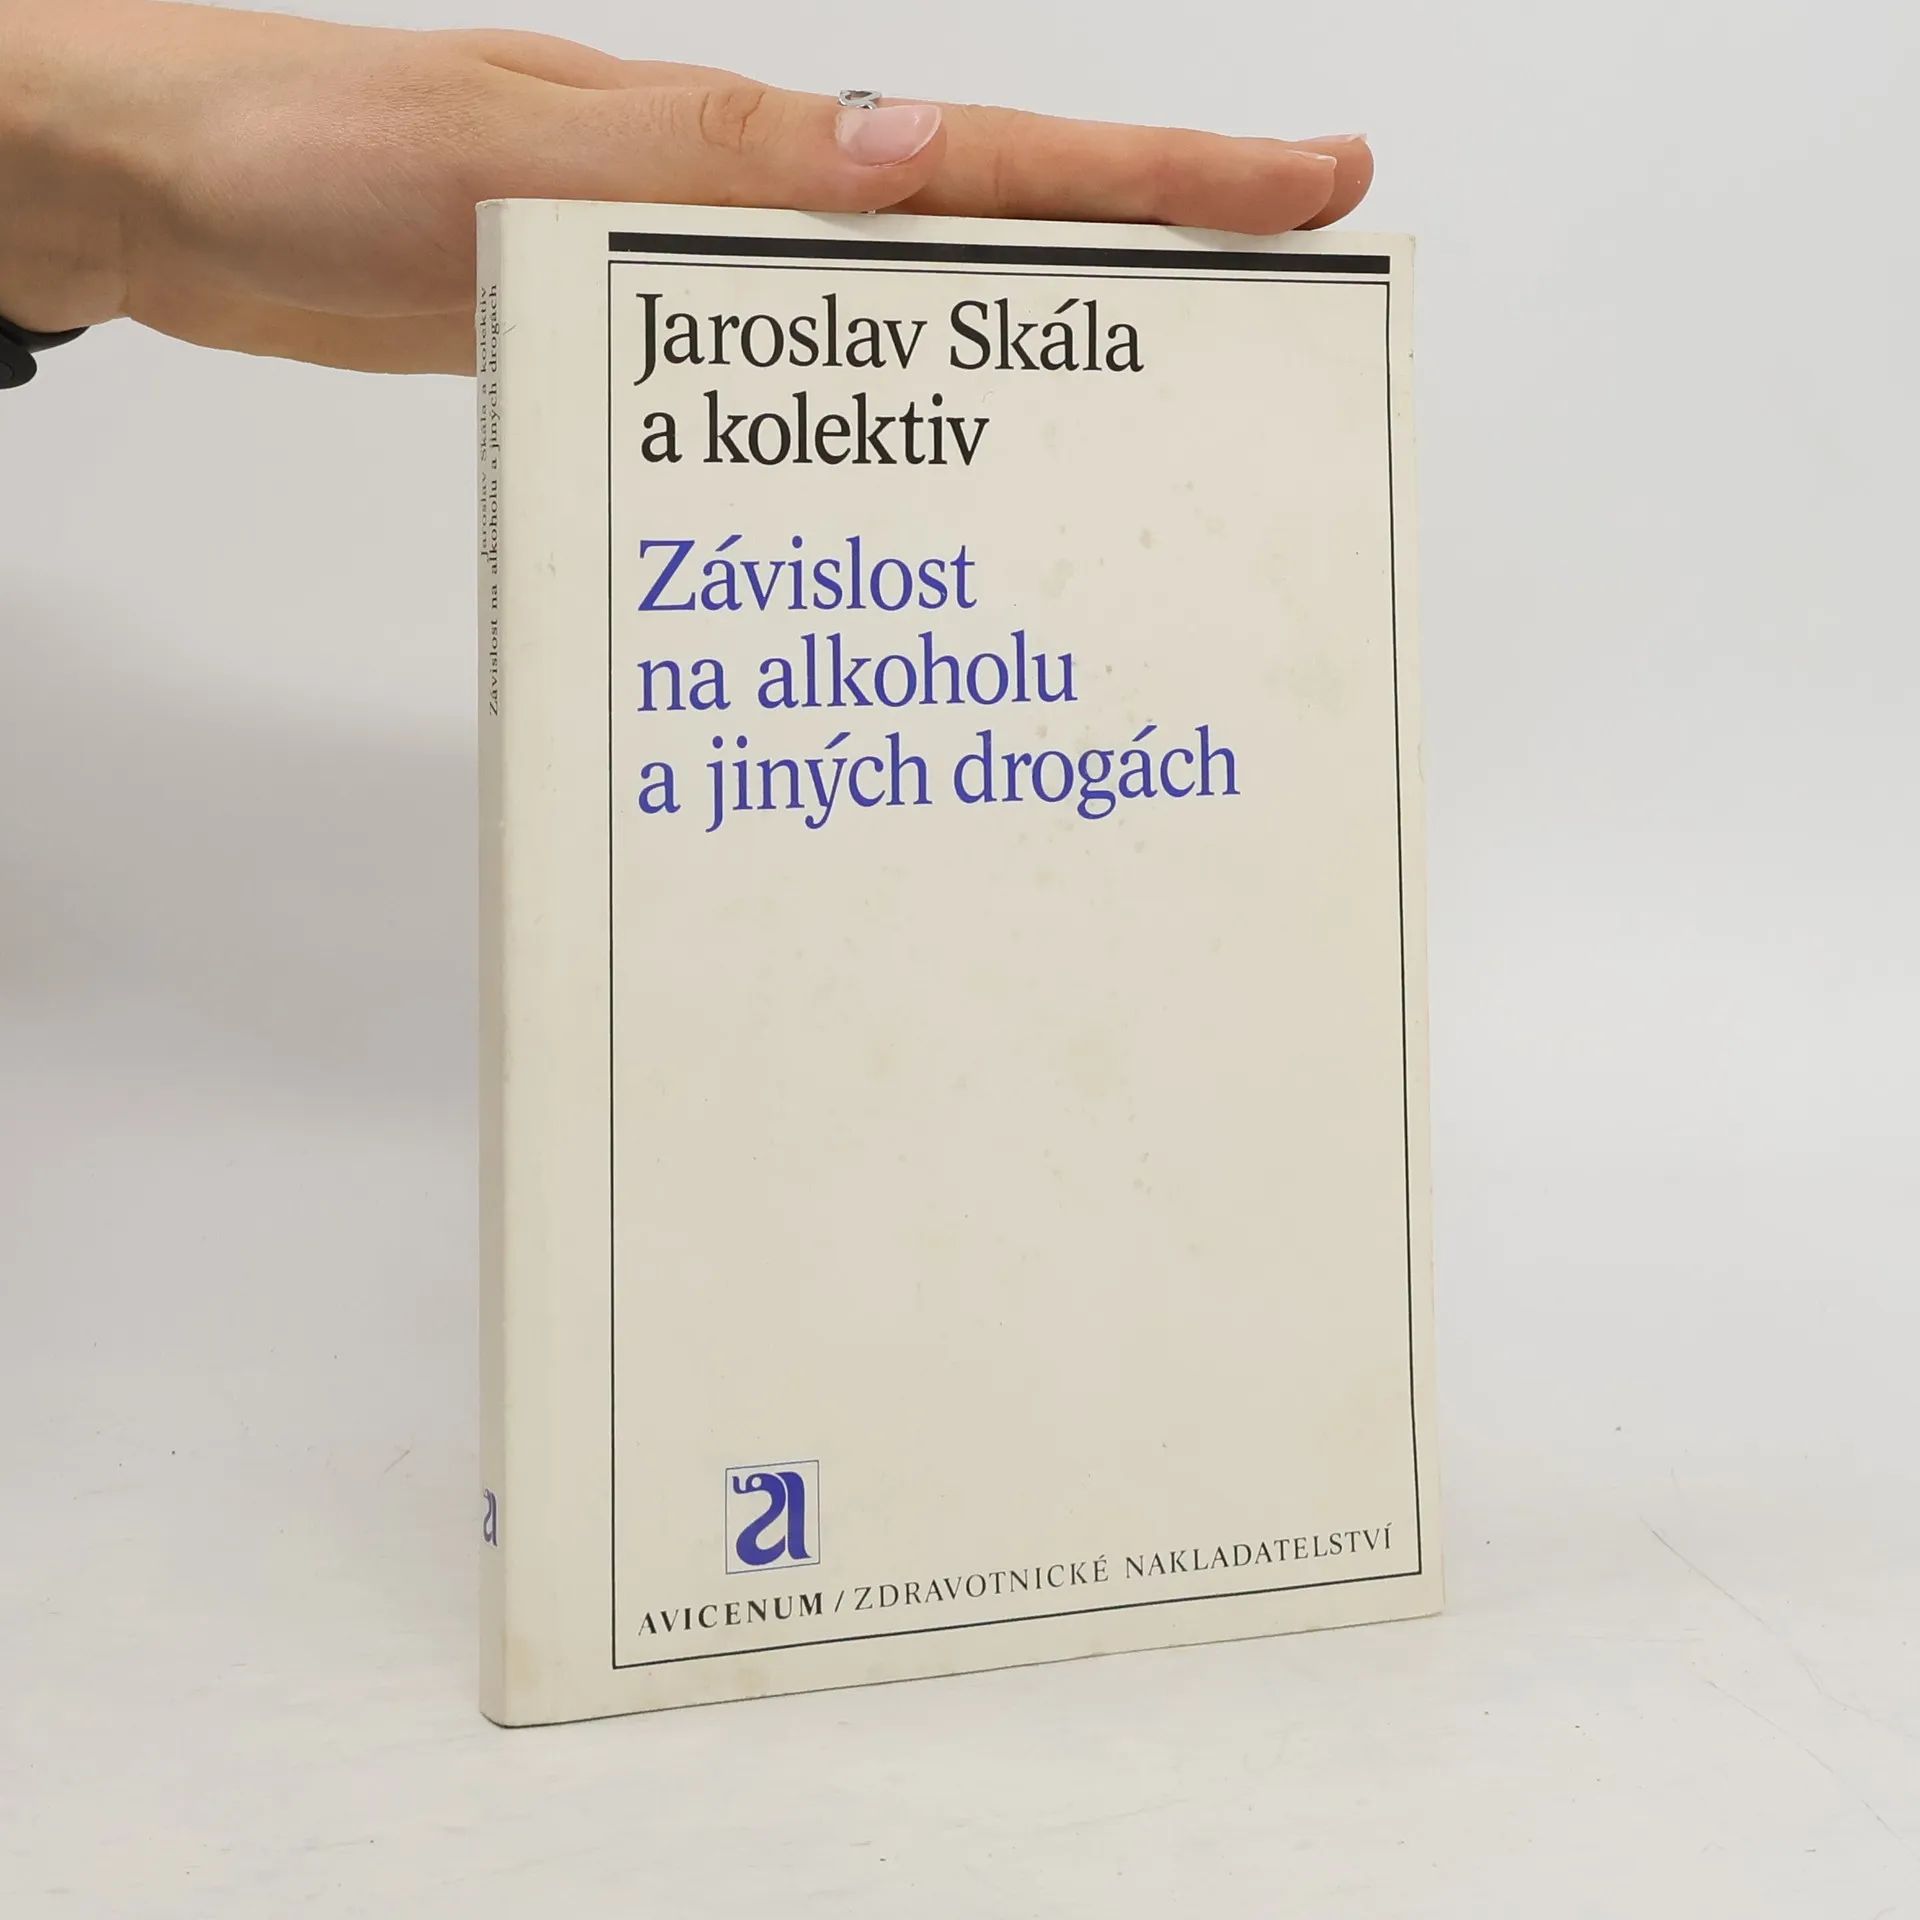 Jaroslav Skála a kolektiv
Závislost na alkoholu a jiných drogách
Jaroslav Skála
a kolektiv
Závislost
na alkoholu
a jiných drogách
a
AVICENUM / ZDRAVOTNICKÉ NAKLADATELSTVÍ